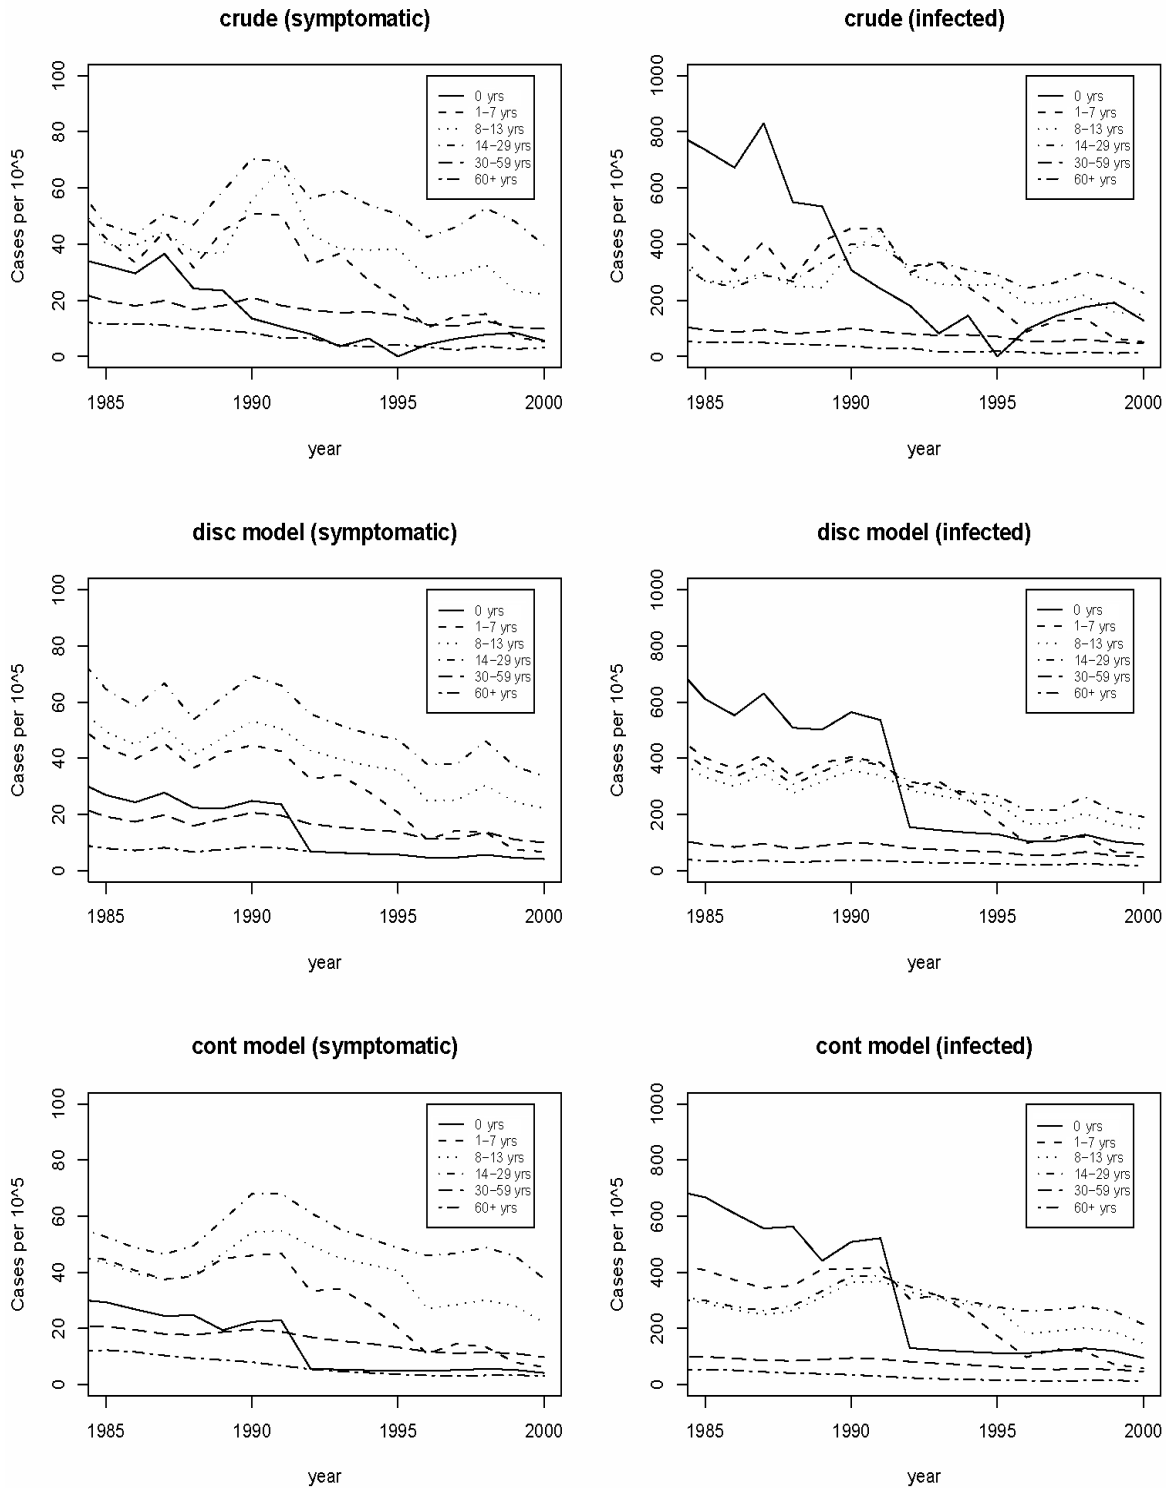 crude (symptomatic)
Cases per 10^5
100
80
60
40
20
0
0 yrs
1–7 yrs
8–13 yrs
14–29 yrs
30–59 yrs
60+ yrs
1985 1990 1995 2000
year
crude (infected)
Cases per 10^5
1000
800
600
400
200
0
0 yrs
1–7 yrs
8–13 yrs
14–29 yrs
30–59 yrs
60+ yrs
1985 1990 1995 2000
year
disc model (symptomatic)
Cases per 10^5
100
80
60
40
20
0
0 yrs
1–7 yrs
8–13 yrs
14–29 yrs
30–59 yrs
60+ yrs
1985 1990 1995 2000
year
disc model (infected)
Cases per 10^5
1000
800
600
400
200
0
0 yrs
1–7 yrs
8–13 yrs
14–29 yrs
30–59 yrs
60+ yrs
1985 1990 1995 2000
year
cont model (symptomatic)
Cases per 10^5
100
80
60
40
20
0
0 yrs
1–7 yrs
8–13 yrs
14–29 yrs
30–59 yrs
60+ yrs
1985 1990 1995 2000
year
cont model (infected)
Cases per 10^5
1000
800
600
400
200
0
0 yrs
1–7 yrs
8–13 yrs
14–29 yrs
30–59 yrs
60+ yrs
1985 1990 1995 2000
year